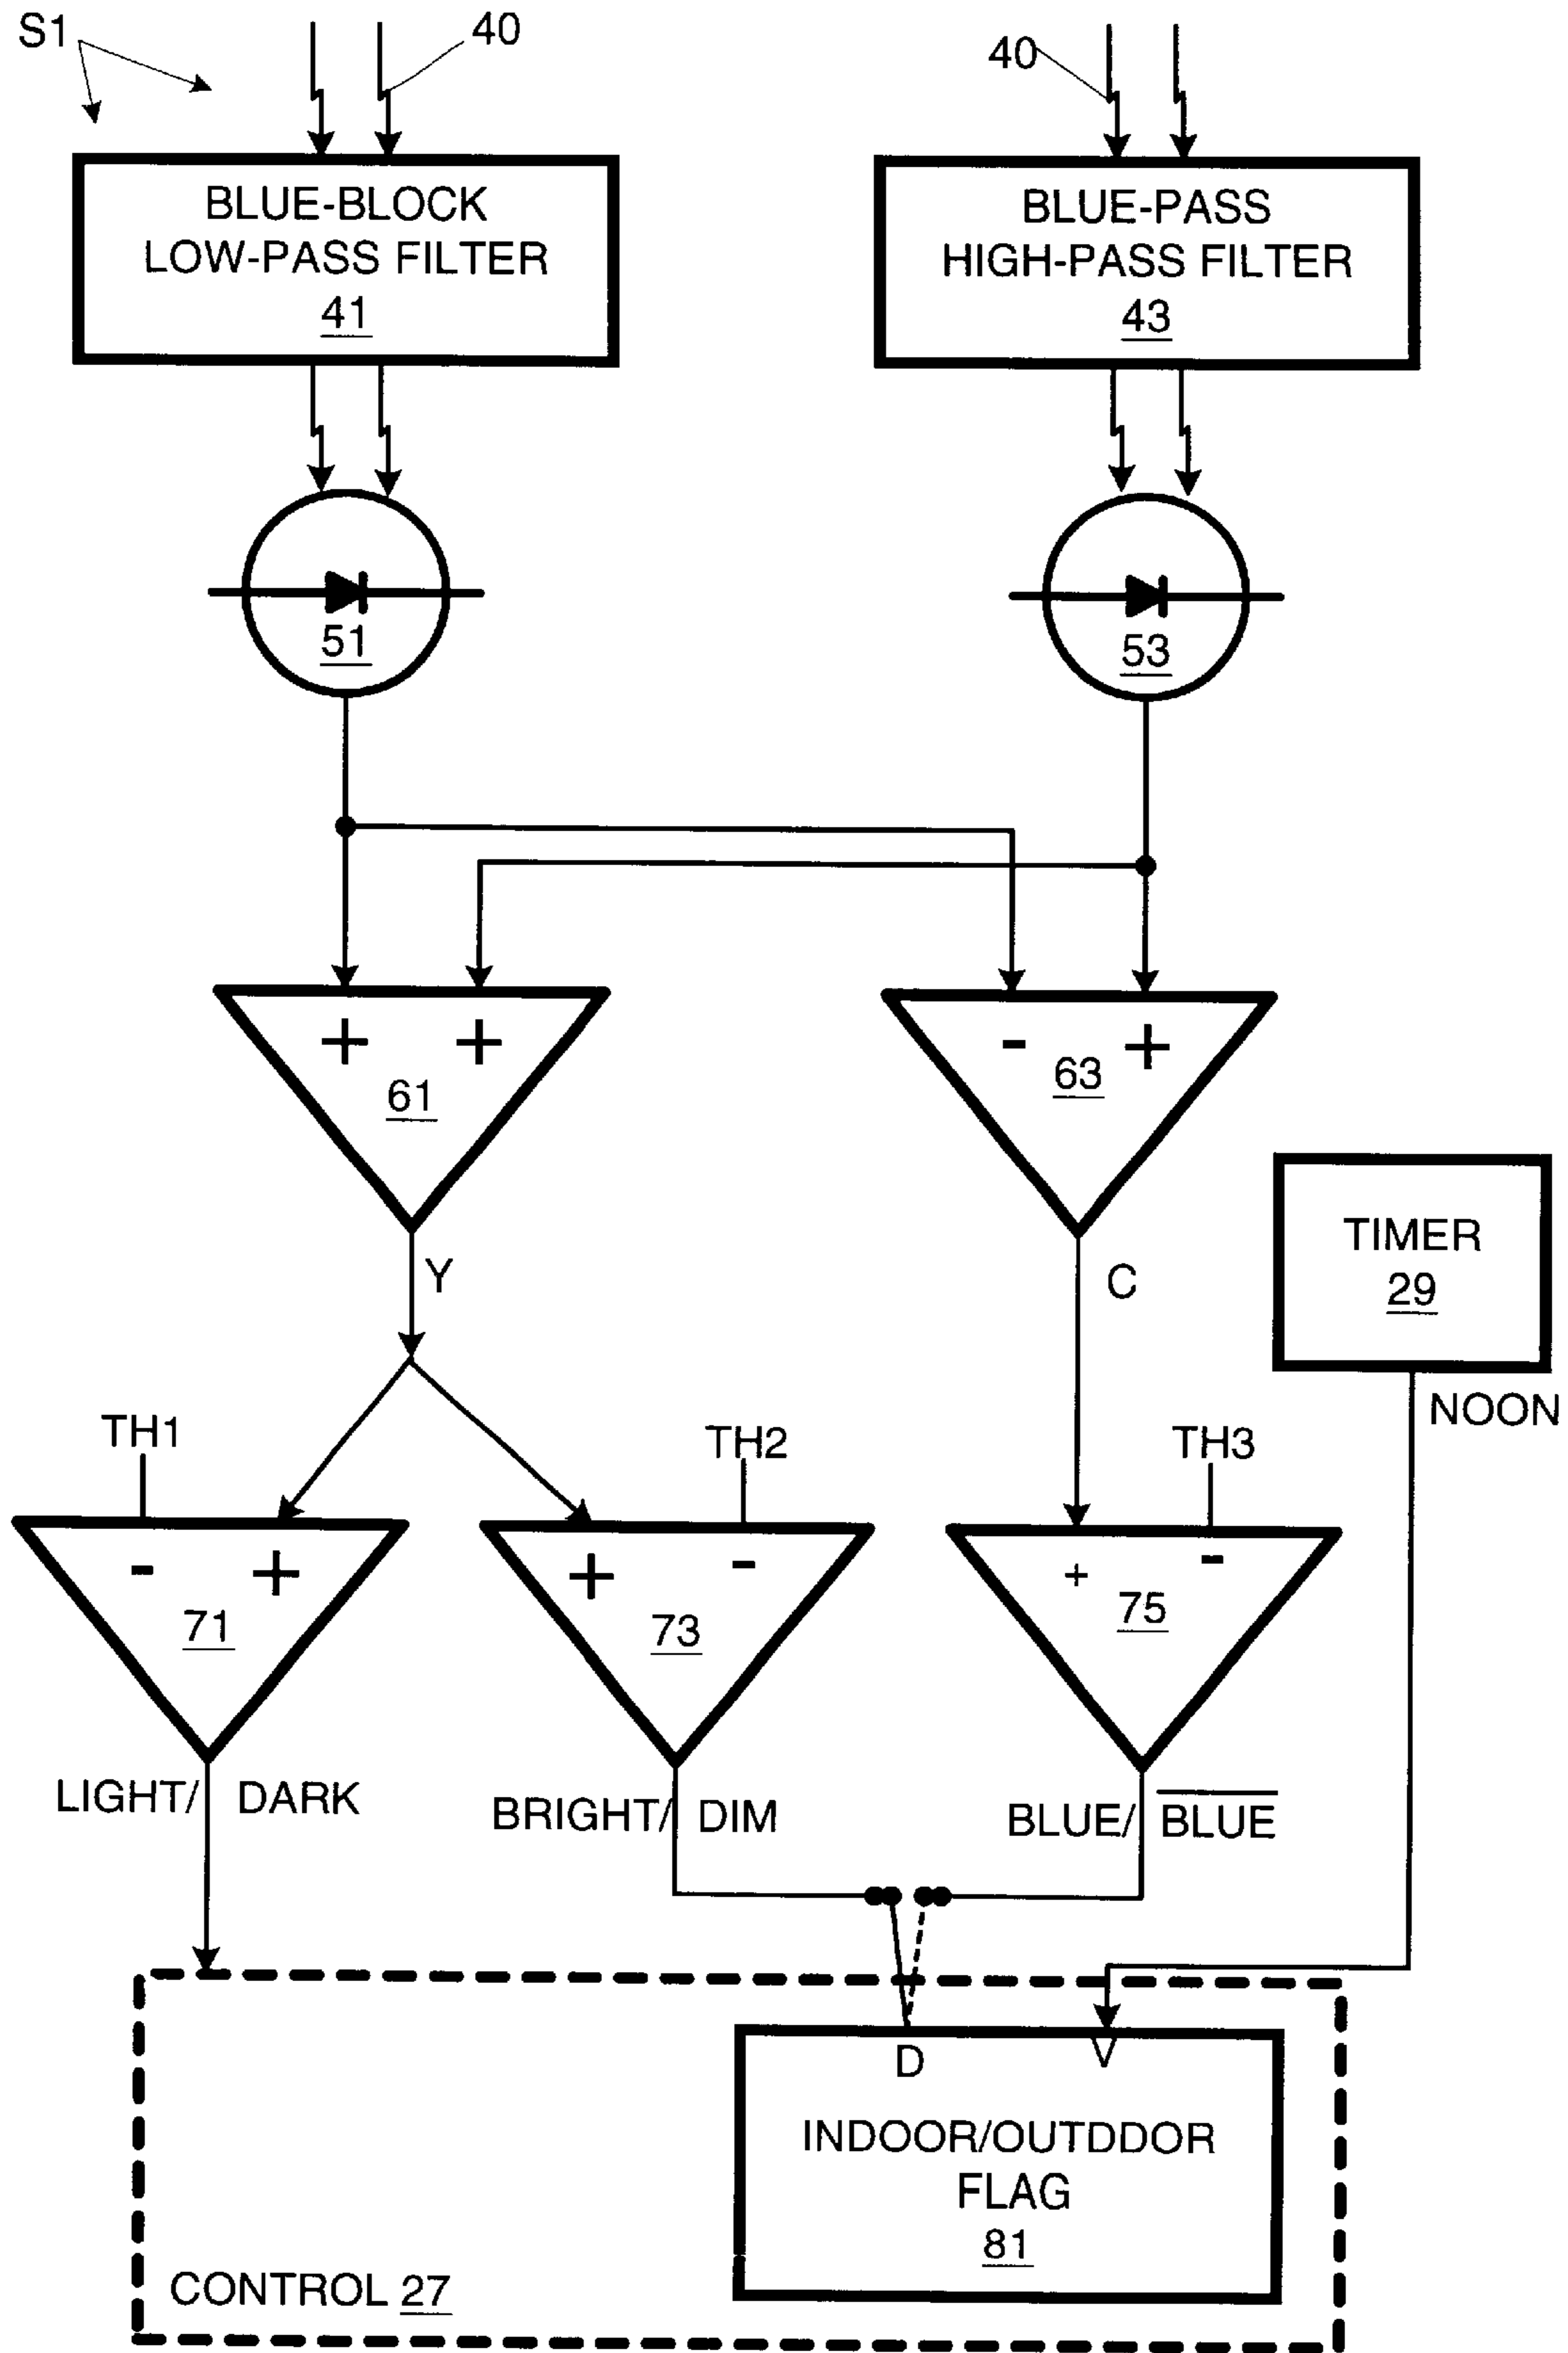 S1
40
40
BLUE-BLOCK
LOW-PASS FILTER
41
BLUE-PASS
HIGH-PASS FILTER
43
51
53
+ +
61
- +
63
Y
C
TIMER
29
NOON
TH1
TH2
TH3
- +
71
+ -
73
+ -
75
LIGHT/ DARK
BRIGHT/ DIM
BLUE/ BLUE
D V
INDOOR/OUTDDOR
FLAG
81
CONTROL 27